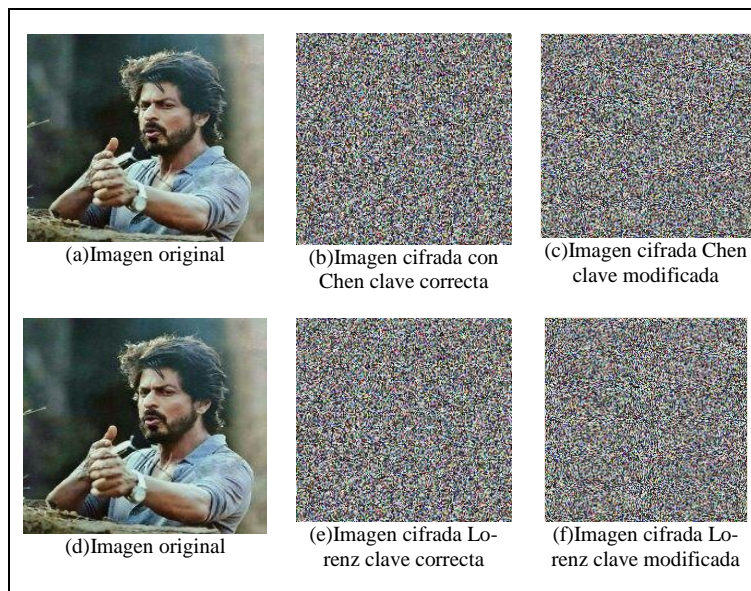 (a)Imagen original
(b)Imagen cifrada con
Chen clave correcta
(c)Imagen cifrada Chen
clave modificada
(d)Imagen original
(e)Imagen cifrada Lo-
renz clave correcta
(f)Imagen cifrada Lo-
renz clave modificada